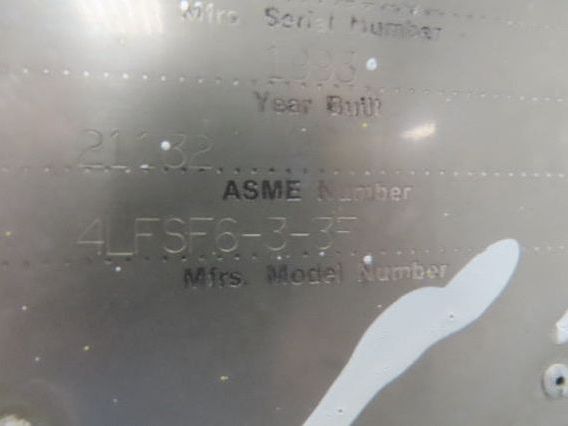 Mfrs. Serial Number
1993
Year Built
21132
ASME Number
4LFSF6-3-3F
Mfrs. Model Number